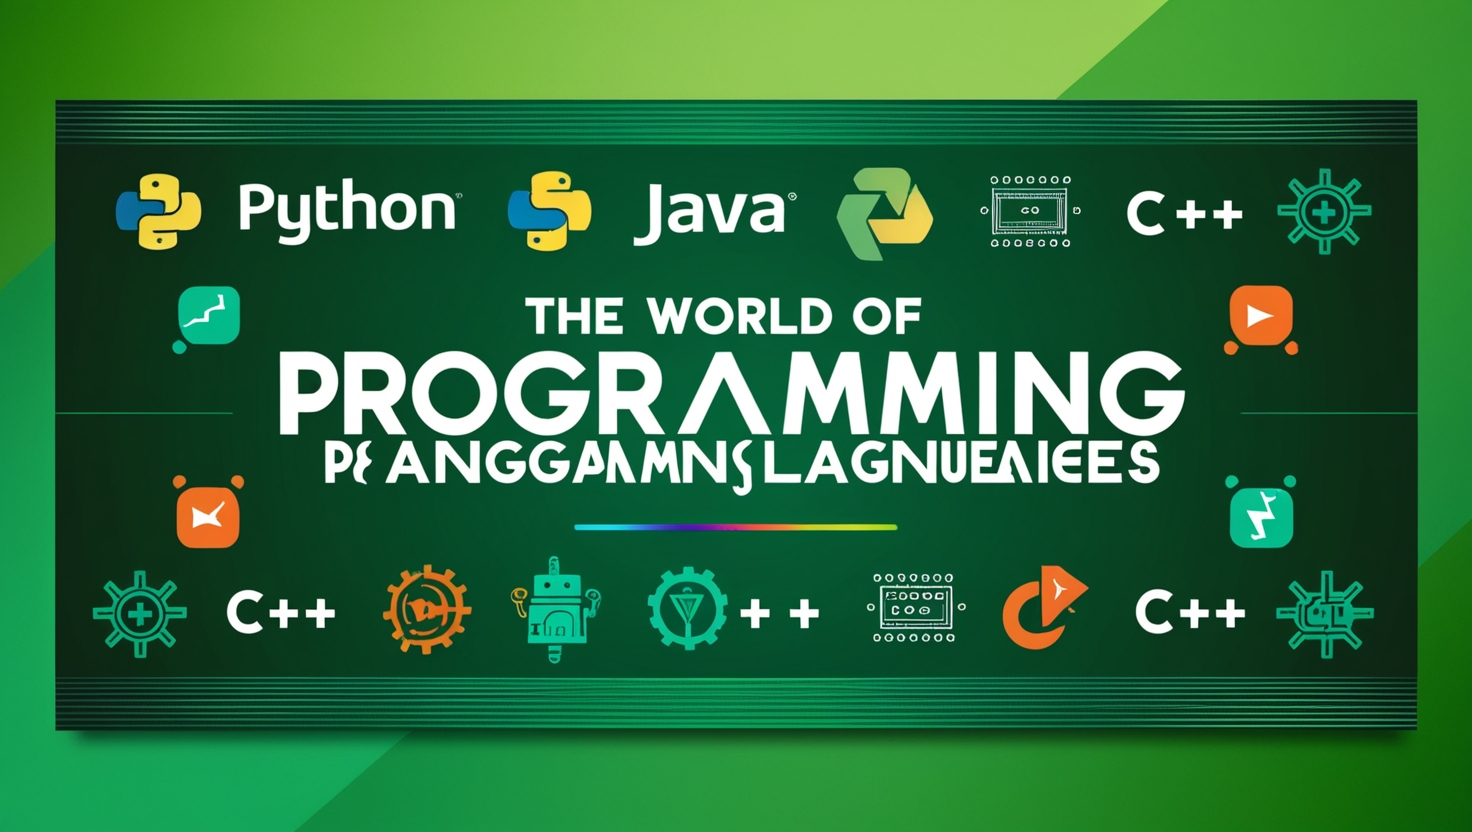 Python Java C++
THE WORLD OF
PROGRAMMING
C++ ++ C++